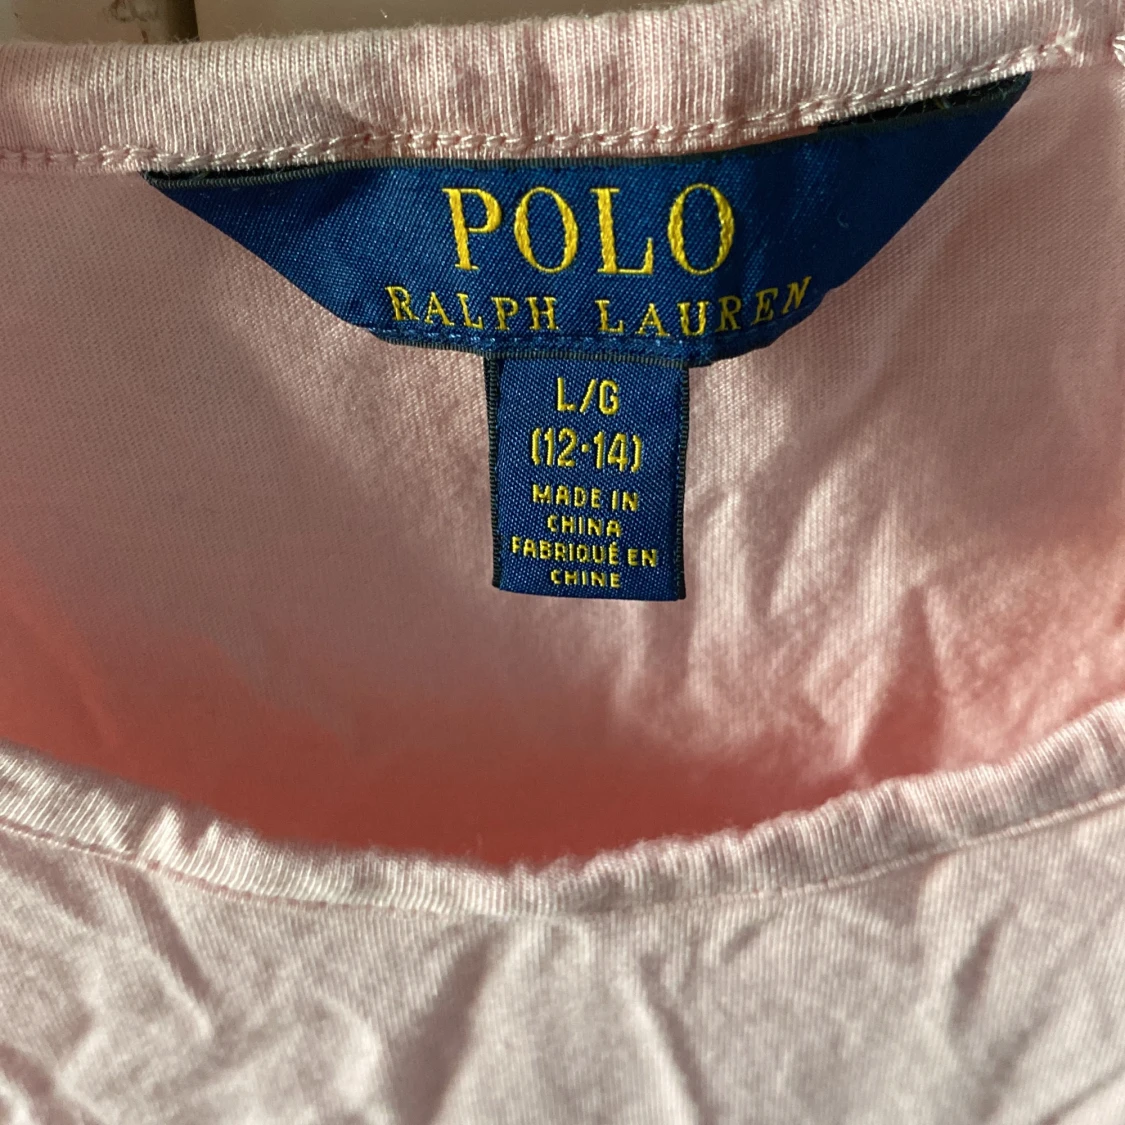 POLO
RALPH LAUREN
L/G
(12-14)
MADE IN
CHINA
FABRIQUÉ EN
CHINE